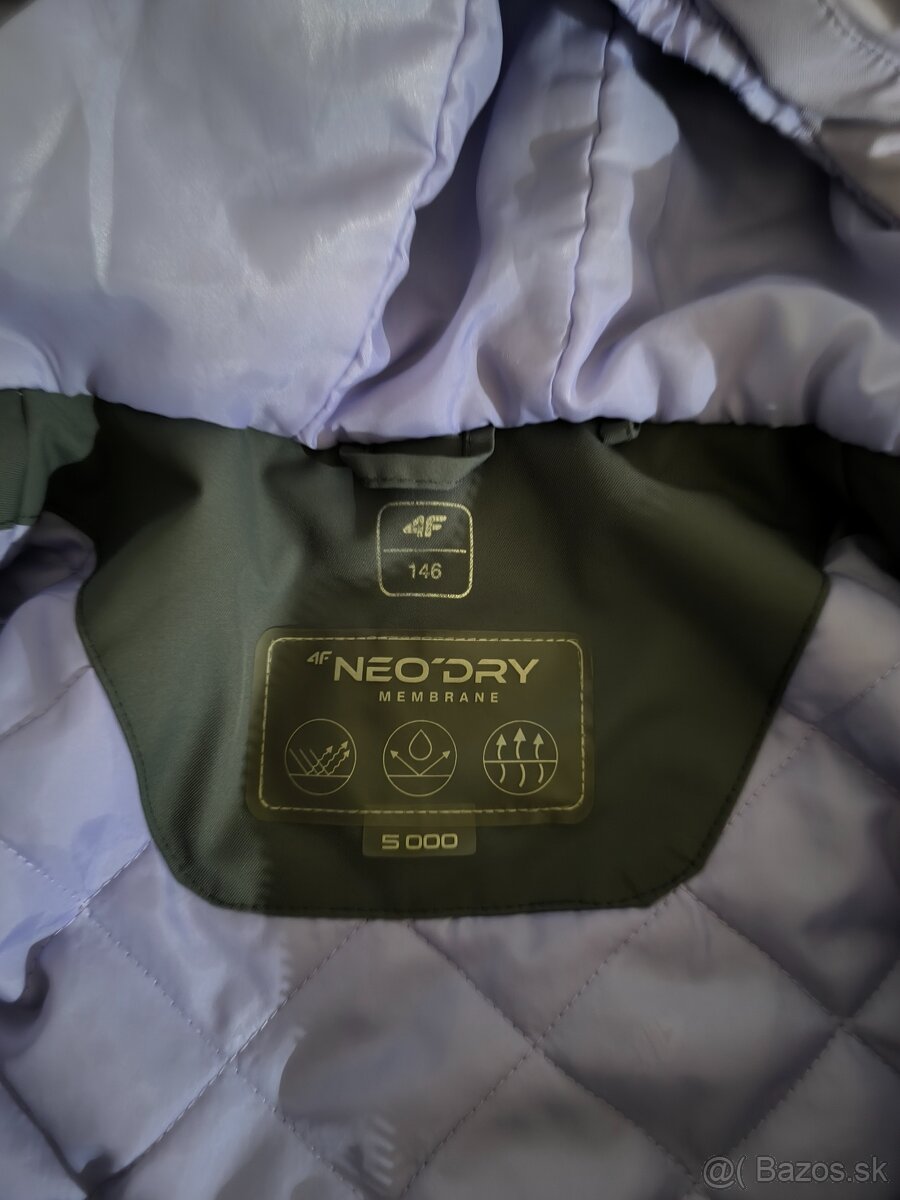 4F
146
4F NEO'DRY
MEMBRANE
5 000
@( Bazos.sk